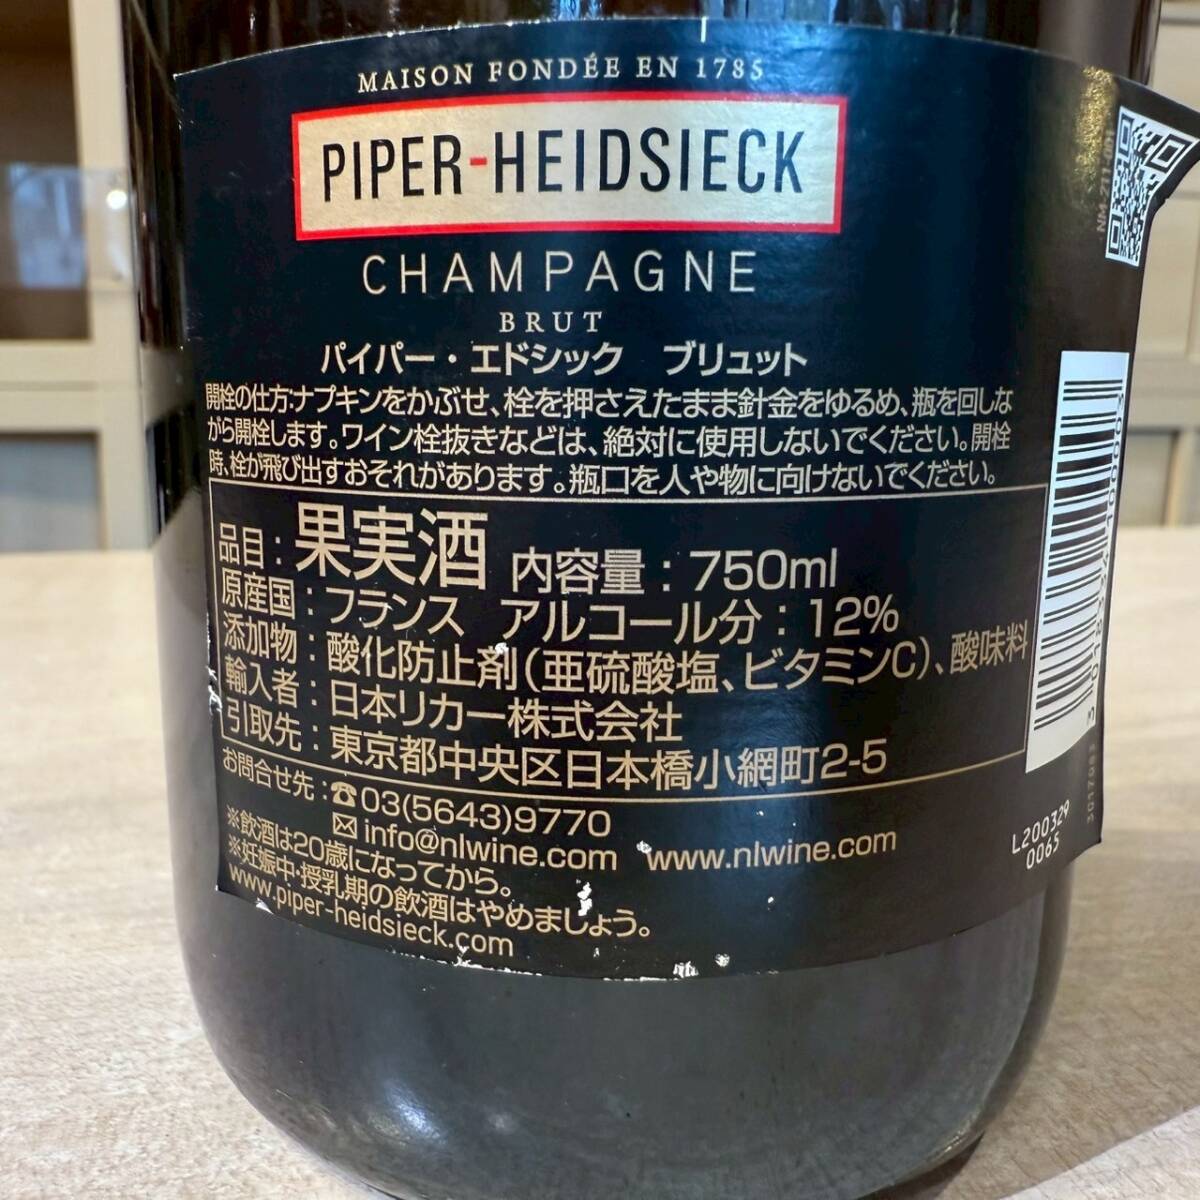 MAISON FONDÉE EN 1785
PIPER-HEIDSIECK
CHAMPAGNE
BRUT
パイパー・エドシック ブリュット
開栓の仕方:ナプキンをかぶせ、栓を押さえたまま針金をゆるめ、瓶を回しな
がら開栓します。ワイン栓抜きなどは、絶対に使用しないでください。開栓
時、栓が飛び出すおそれがあります。瓶口を人や物に向けないでください。
品目:果実酒 内容量:750ml
原産国:フランス アルコール分:12%
添加物:酸化防止剤(亜硫酸塩、ビタミンC)、酸味料
輸入者:日本リカー株式会社
引取先:東京都中央区日本橋小網町2-5
お問合せ先:☎03(5643)9770
✉info@nlwine.com www.nlwine.com
※飲酒は20歳になってから。
※妊娠中・授乳期の飲酒はやめましょう。
www.piper-heidsieck.com
L200329
0065
3017083